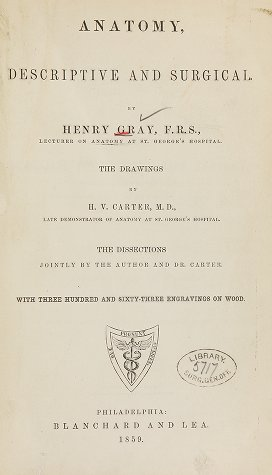 ANATOMY,
DESCRIPTIVE AND SURGICAL.
BY
HENRY GRAY, F.R.S.,
LECTURER ON ANATOMY AT ST. GEORGE'S HOSPITAL.
THE DRAWINGS
BY
H. V. CARTER, M.D.,
LATE DEMONSTRATOR OF ANATOMY AT ST. GEORGE'S HOSPITAL.
THE DISSECTIONS
JOINTLY BY THE AUTHOR AND DR. CARTER.
WITH THREE HUNDRED AND SIXTY-THREE ENGRAVINGS ON WOOD.
LIBRARY
5717
SURG. GEN. OFF.
PHILADELPHIA:
BLANCHARD AND LEA.
1859.